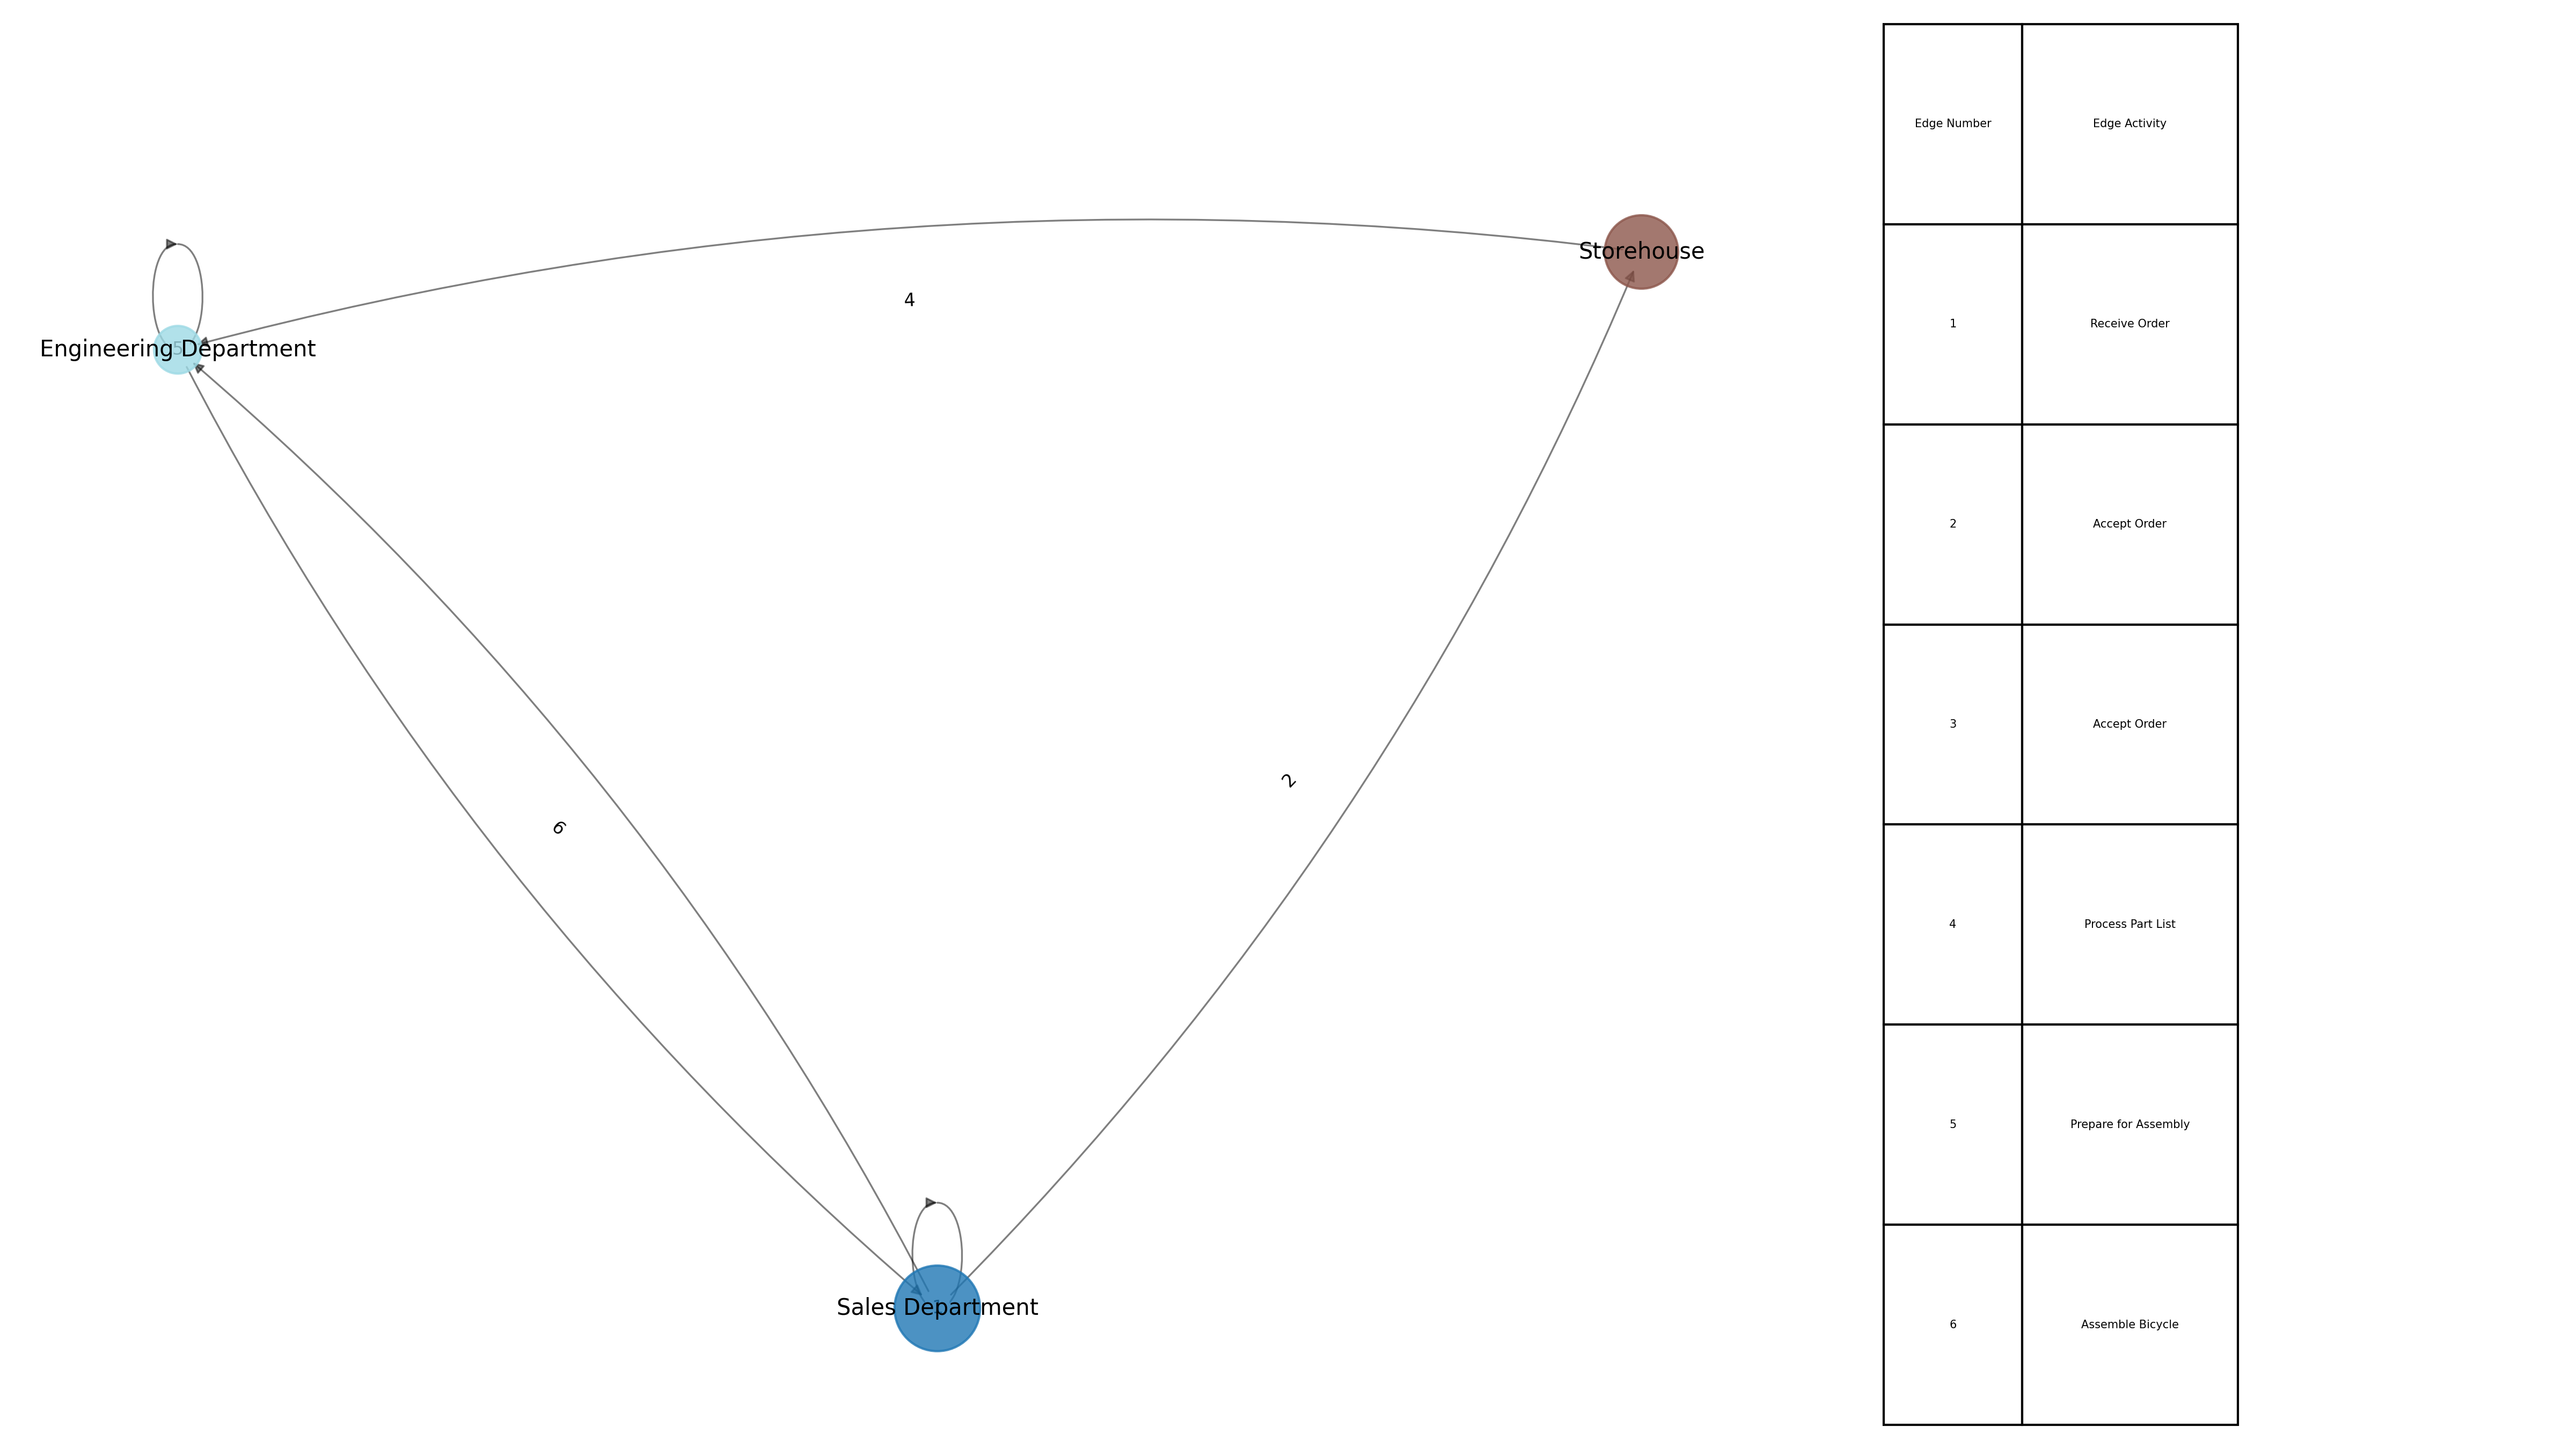 Storehouse
4
Engineering Department
5
2
6
Sales Department
1
Edge Number Edge Activity
1 Receive Order
2 Accept Order
3 Accept Order
4 Process Part List
5 Prepare for Assembly
6 Assemble Bicycle